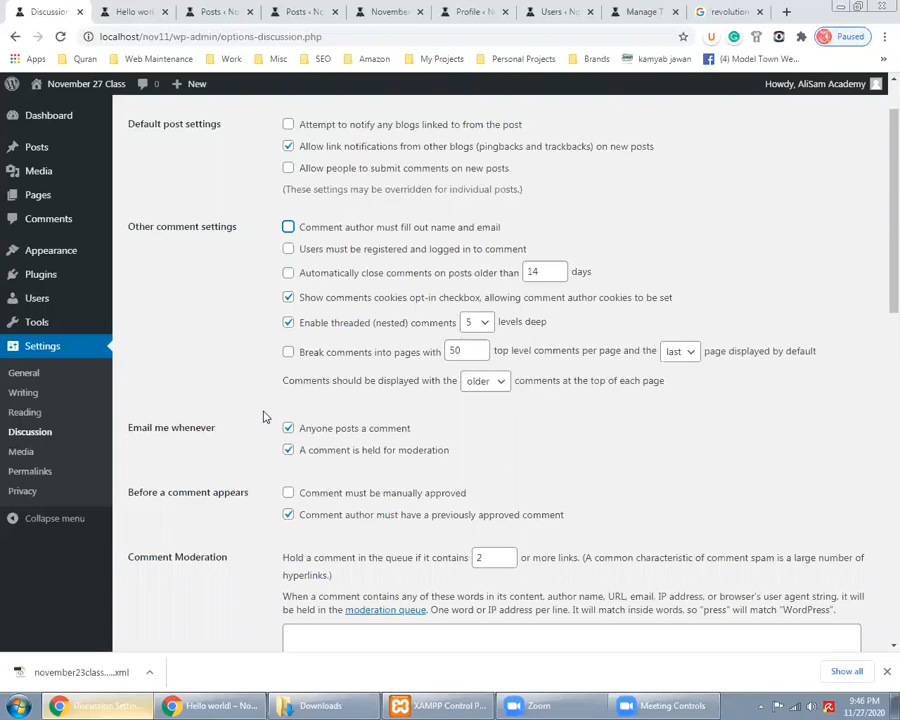 Discussion
Hello wor
Posts ‹ No
Posts ‹ N
November
Profile ‹ N
Users ‹ No
Manage T
revolution
localhost/nov11/wp-admin/options-discussion.php
Paused
Apps
Quran
Web Maintenance
Work
Misc
SEO
Amazon
My Projects
Personal Projects
Brands
kamyab jawan
(Model Town We...
»
November 27 Class
0
New
Howdy, AliSam Academy
Dashboard
Posts
Media
Pages
Comments
Appearance
Plugins
Users
Tools
Settings
General
Writing
Reading
Discussion
Media
Permalinks
Privacy
Collapse menu
Default post settings
Attempt to notify any blogs linked to from the post
Allow link notifications from other blogs (pingbacks and trackbacks) on new posts
Allow people to submit comments on new posts
(These settings may be overridden for individual posts.)
Other comment settings
Comment author must fill out name and email
Users must be registered and logged in to comment
Automatically close comments on posts older than 14 days
Show comments cookies opt-in checkbox, allowing comment author cookies to be set
Enable threaded (nested) comments 5 levels deep
Break comments into pages with 50 top level comments per page and the last page displayed by default
Comments should be displayed with the older comments at the top of each page
Email me whenever
Anyone posts a comment
A comment is held for moderation
Before a comment appears
Comment must be manually approved
Comment author must have a previously approved comment
Comment Moderation
Hold a comment in the queue if it contains 2 or more links. (A common characteristic of comment spam is a large number of
hyperlinks.)
When a comment contains any of these words in its content, author name, URL, email, IP address, or browser's user agent string, it will
be held in the moderation queue. One word or IP address per line. It will match inside words, so "press" will match "WordPress".
november23class.....xml
Show all
Discussion Settin...
Hello world! – No...
Downloads
XAMPP Control P...
Zoom
Meeting Controls
9:46 PM
11/27/2020